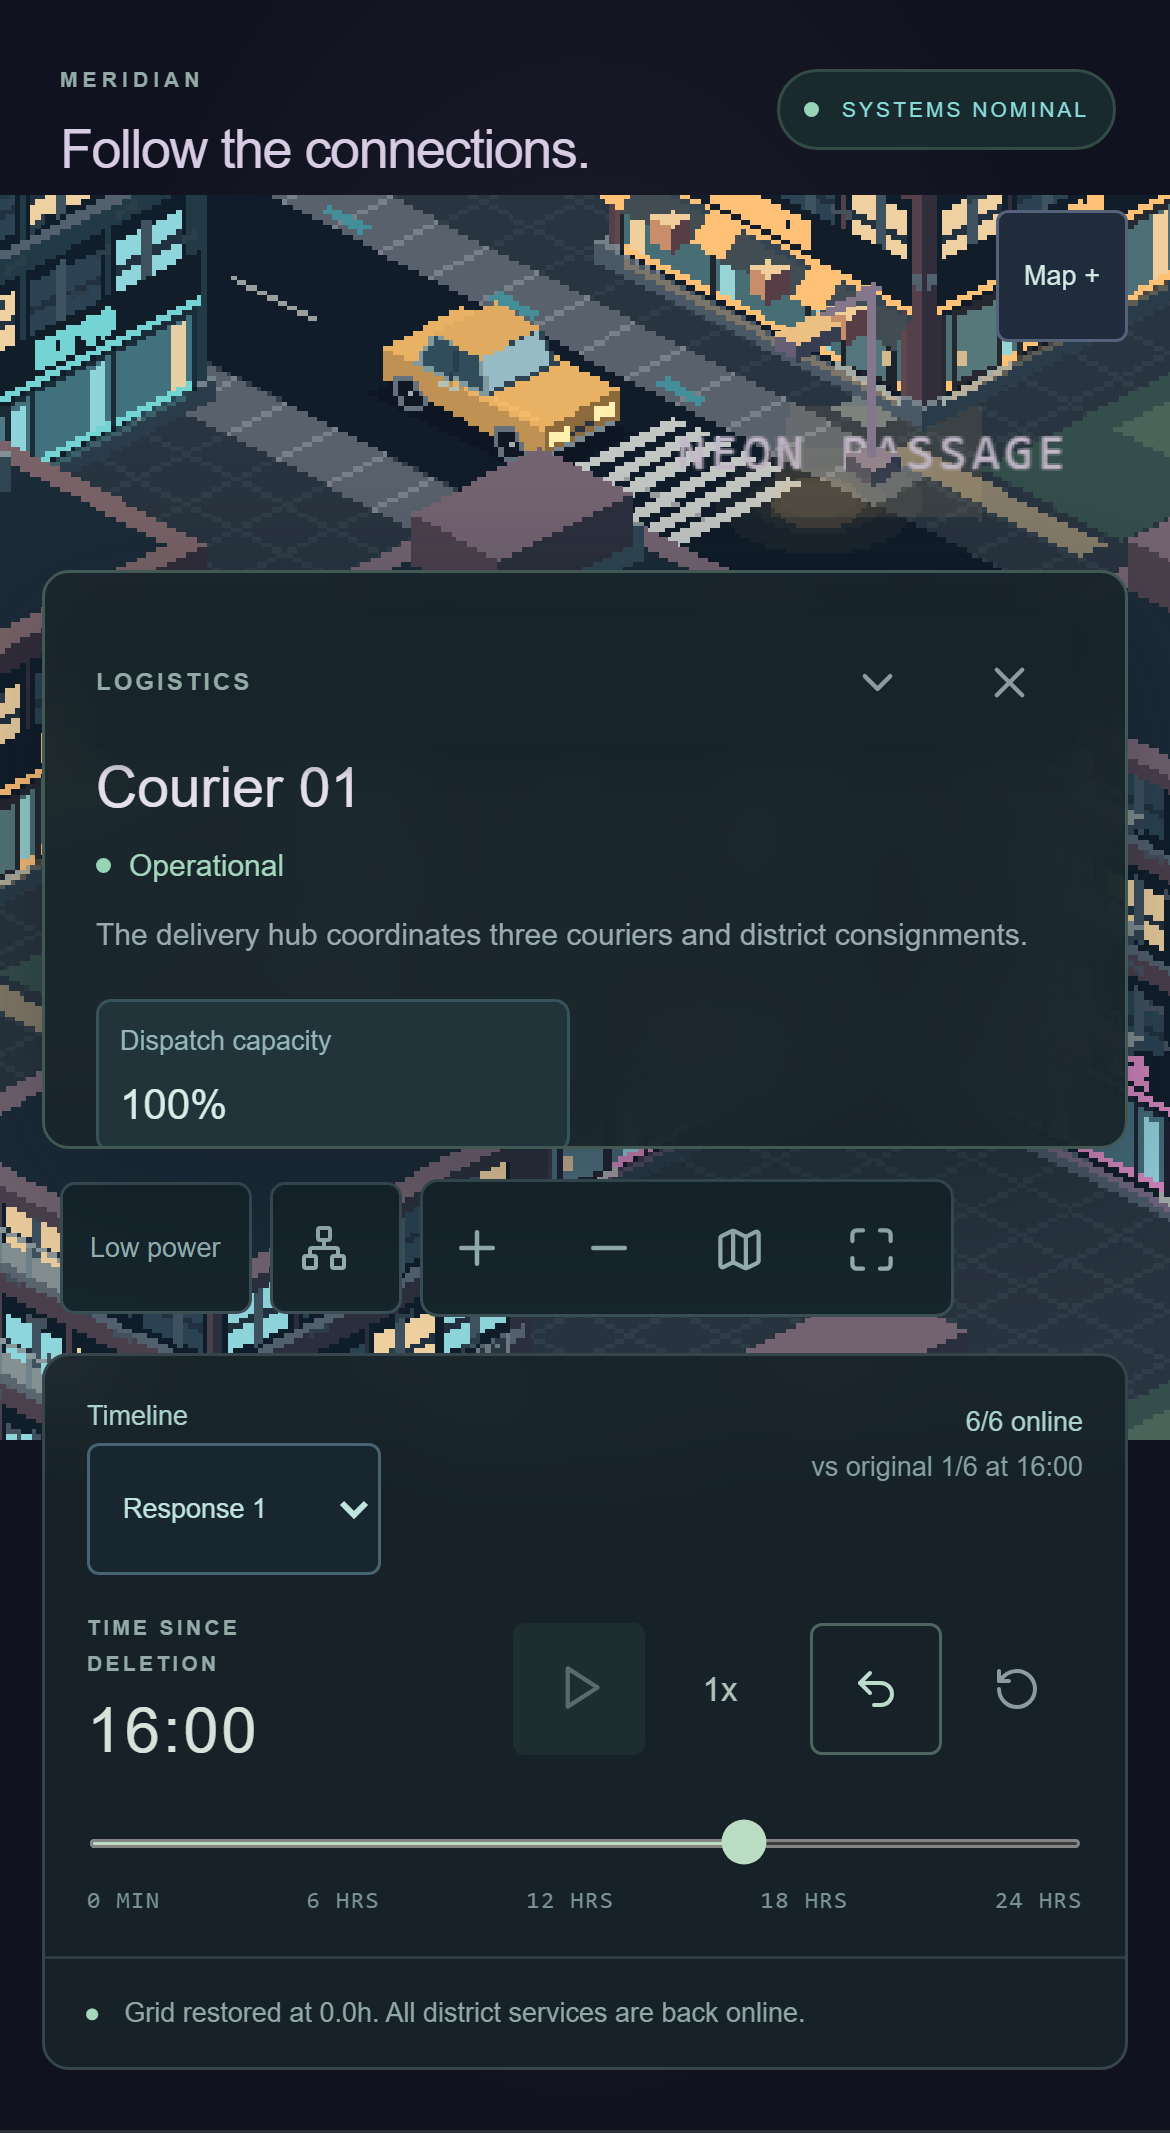 MERIDIAN
Follow the connections.
SYSTEMS NOMINAL
Map +
NEON PASSAGE
LOGISTICS
Courier 01
Operational
The delivery hub coordinates three couriers and district consignments.
Dispatch capacity
100%
Low power
Timeline
6/6 online
vs original 1/6 at 16:00
Response 1
TIME SINCE
DELETION
16:00
1x
0 MIN
6 HRS
12 HRS
18 HRS
24 HRS
Grid restored at 0.0h. All district services are back online.